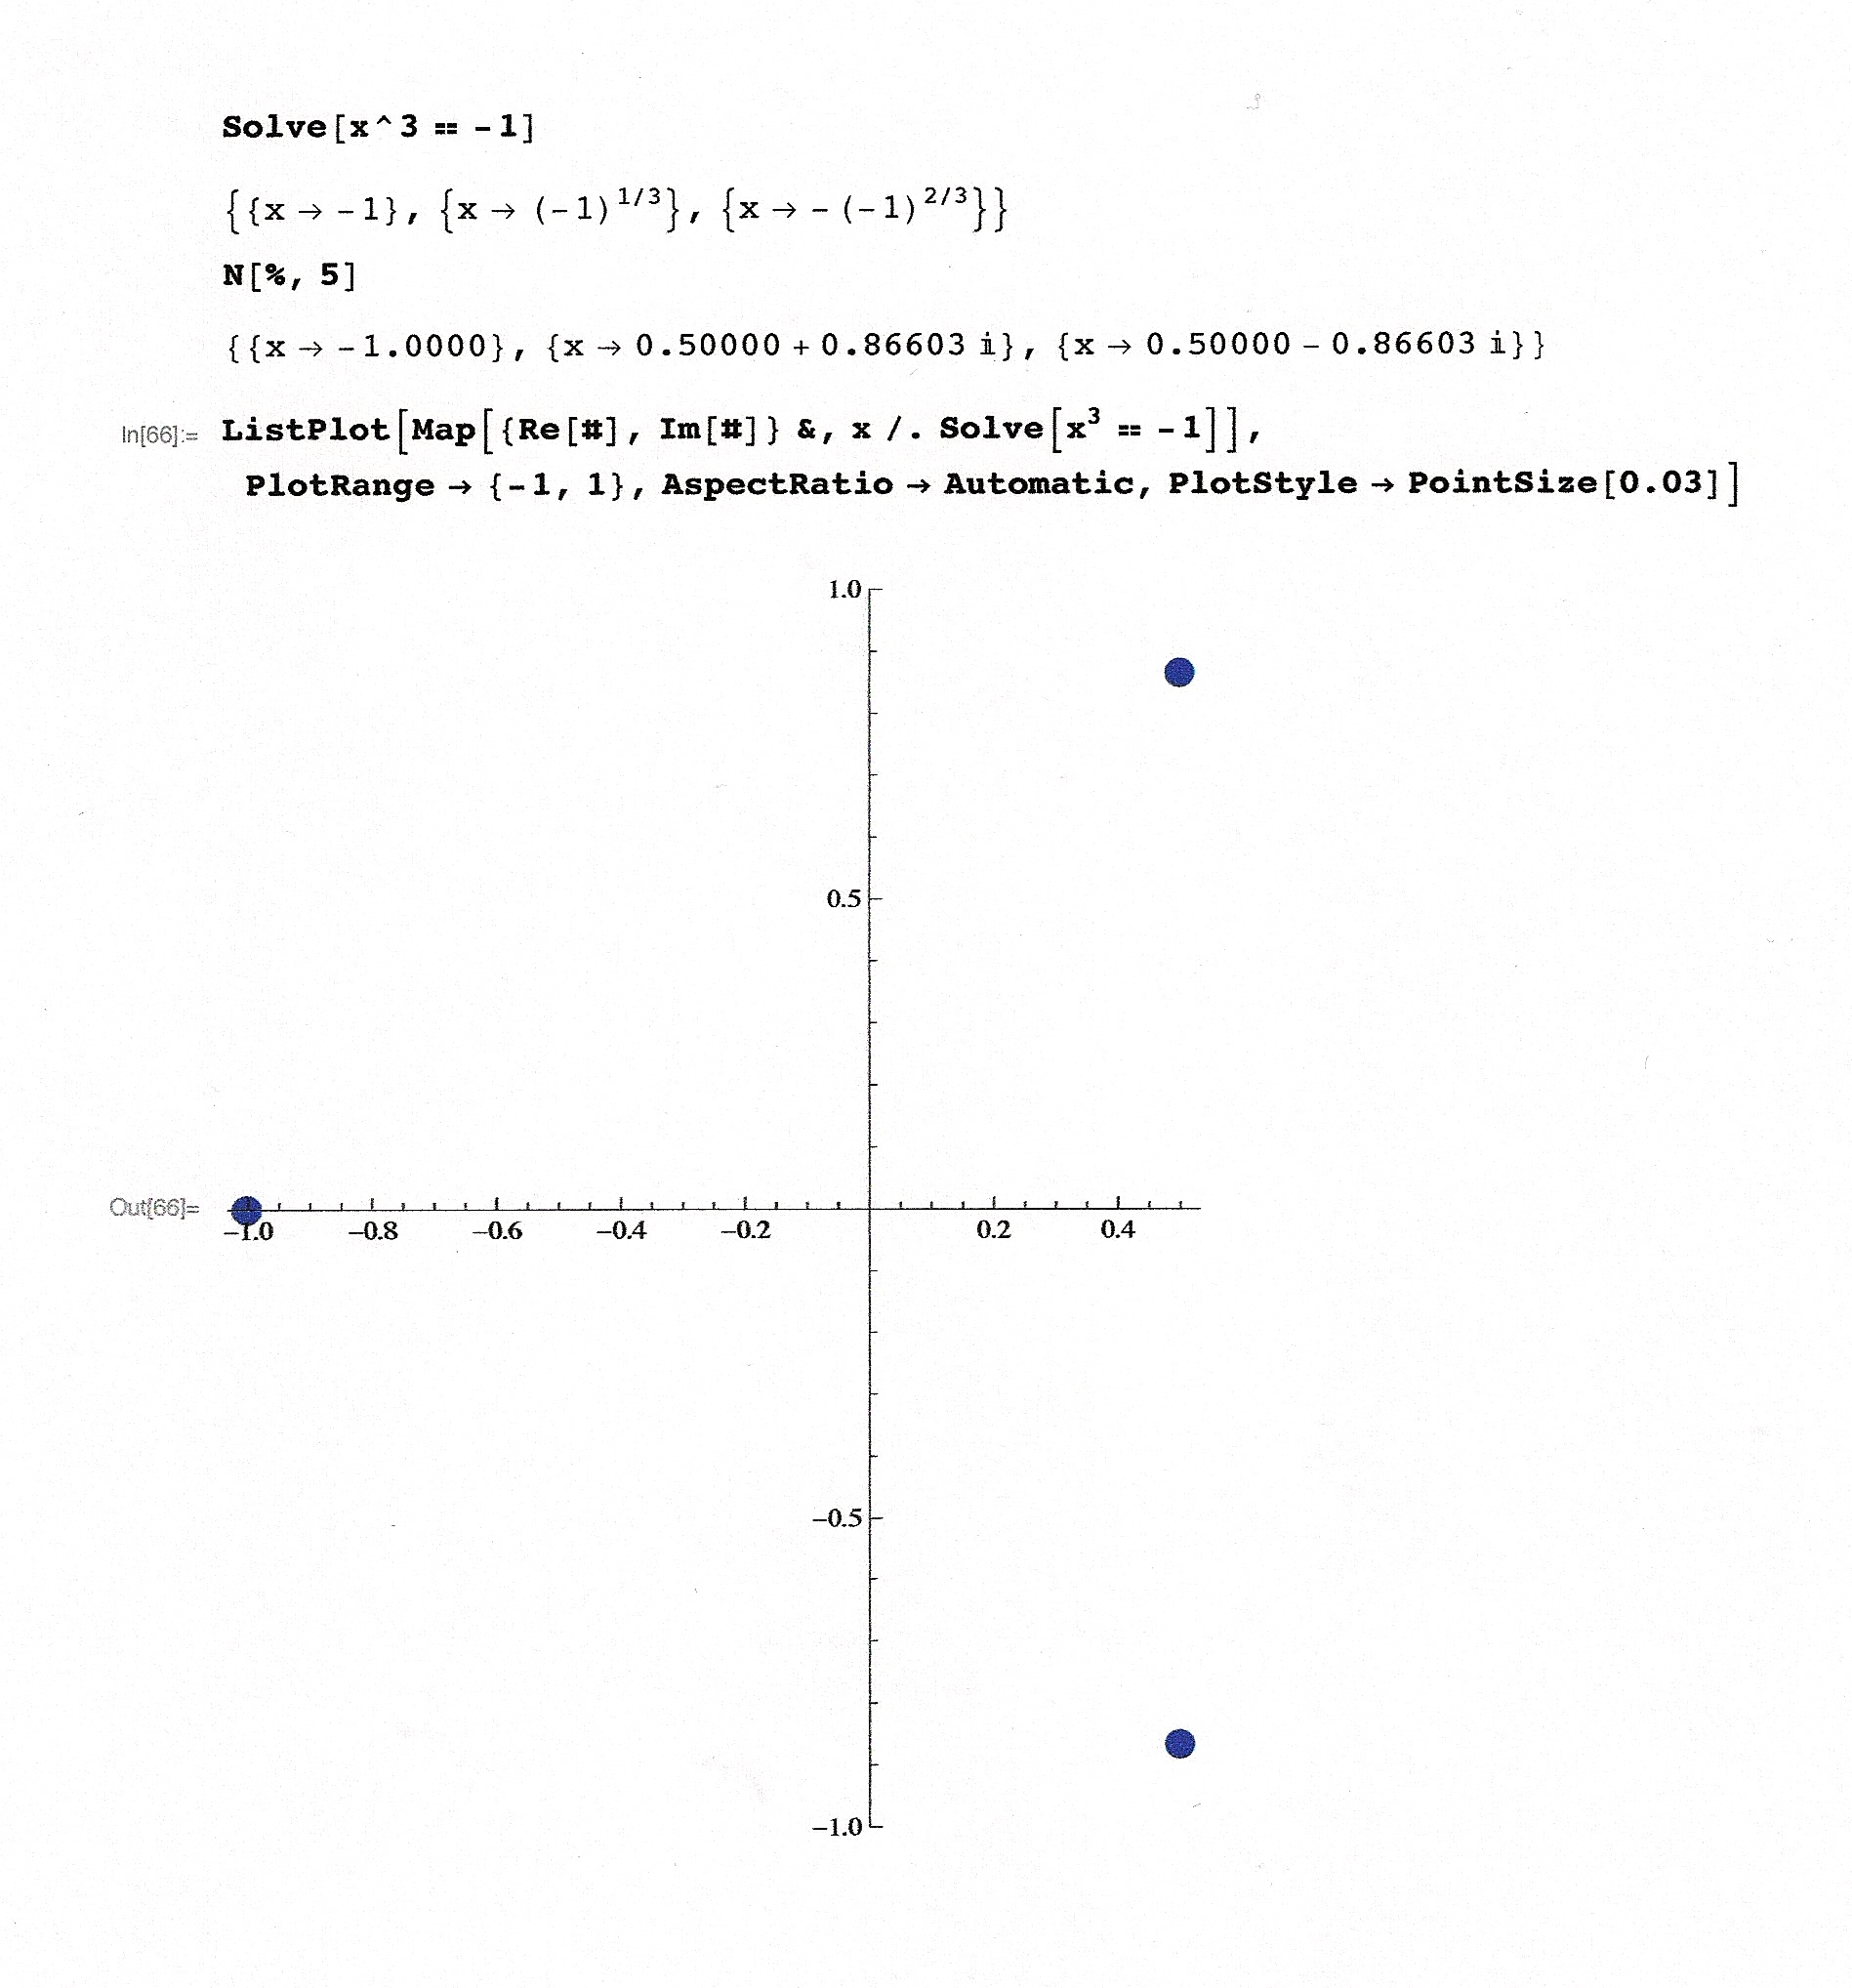 Solve[x^3 == -1]
{{x → -1}, {x → (-1)^1/3}, {x → -(-1)^2/3}}
N[%, 5]
{{x → -1.0000}, {x → 0.50000 + 0.86603 i}, {x → 0.50000 - 0.86603 i}}
In[66]:= ListPlot[Map[{Re[#], Im[#]} &, x /. Solve[x³ == -1]],
PlotRange → {-1, 1}, AspectRatio → Automatic, PlotStyle → PointSize[0.03]]
1.0
0.5
Out[66]=
-1.0 -0.8 -0.6 -0.4 -0.2 0.2 0.4
-0.5
-1.0